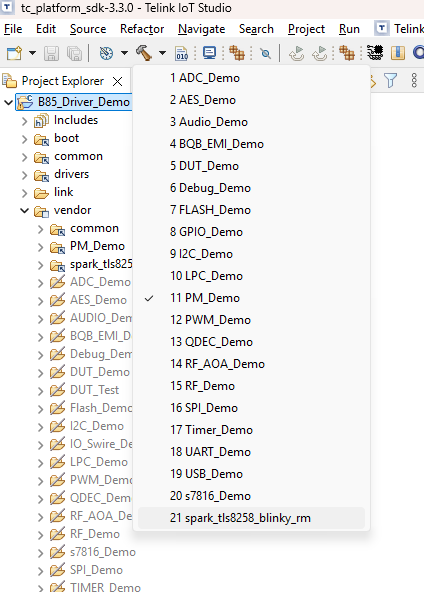 tc_platform_sdk-3.3.0 - Telink IoT Studio
File Edit Source Refactor Navigate Search Project Run Telink
Project Explorer
B85_Driver_Demo
Includes
boot
common
drivers
link
vendor
common
PM_Demo
spark_tls8258
ADC_Demo
AES_Demo
AUDIO_Dem
BQB_EMI_D
Debug_Demo
DUT_Demo
DUT_Test
Flash_Demo
I2C_Demo
IO_Swire_De
LPC_Demo
PWM_Demo
QDEC_Demo
RF_AOA_De
RF_Demo
s7816_Demo
SPI_Demo
TIMER_Demo
1 ADC_Demo
2 AES_Demo
3 Audio_Demo
4 BQB_EMI_Demo
5 DUT_Demo
6 Debug_Demo
7 FLASH_Demo
8 GPIO_Demo
9 I2C_Demo
10 LPC_Demo
11 PM_Demo
12 PWM_Demo
13 QDEC_Demo
14 RF_AOA_Demo
15 RF_Demo
16 SPI_Demo
17 Timer_Demo
18 UART_Demo
19 USB_Demo
20 s7816_Demo
21 spark_tls8258_blinky_rm